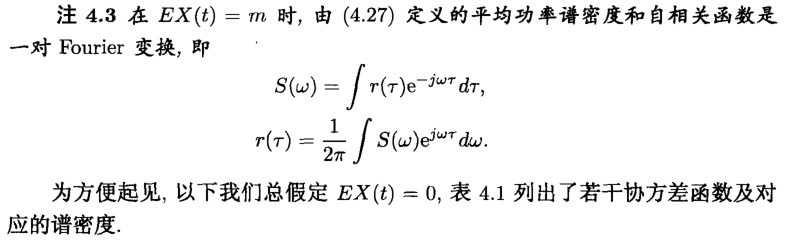 注 4.3 在 EX(t) = m 时, 由 (4.27) 定义的平均功率谱密度和自相关函数是
一对 Fourier 变换, 即
S(ω) = ∫ r(τ)e^{-jωτ} dτ,
r(τ) = \frac{1}{2π} ∫ S(ω)e^{jωτ} dω.
为方便起见, 以下我们总假定 EX(t) = 0, 表 4.1 列出了若干协方差函数及对
应的谱密度.